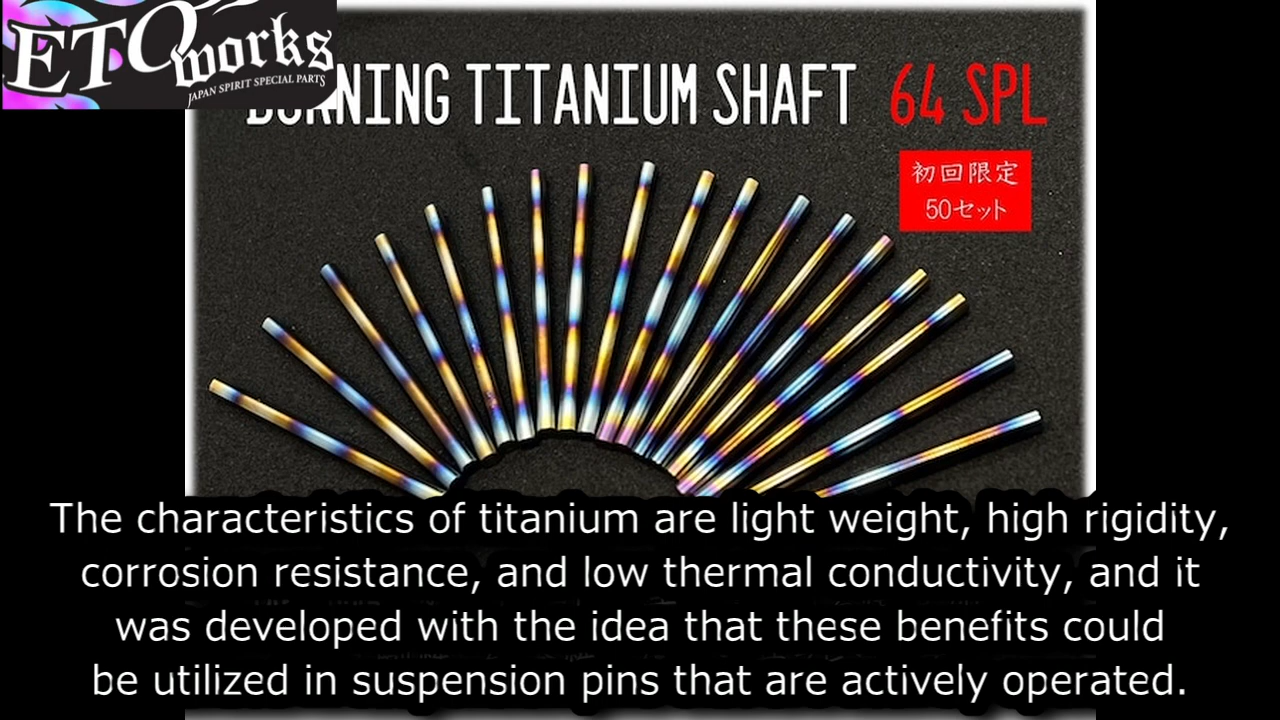 ETO works
JAPAN SPIRIT SPECIAL PARTS
BURNING TITANIUM SHAFT 64 SPL
初回限定
50セット
The characteristics of titanium are light weight, high rigidity,
corrosion resistance, and low thermal conductivity, and it
was developed with the idea that these benefits could
be utilized in suspension pins that are actively operated.